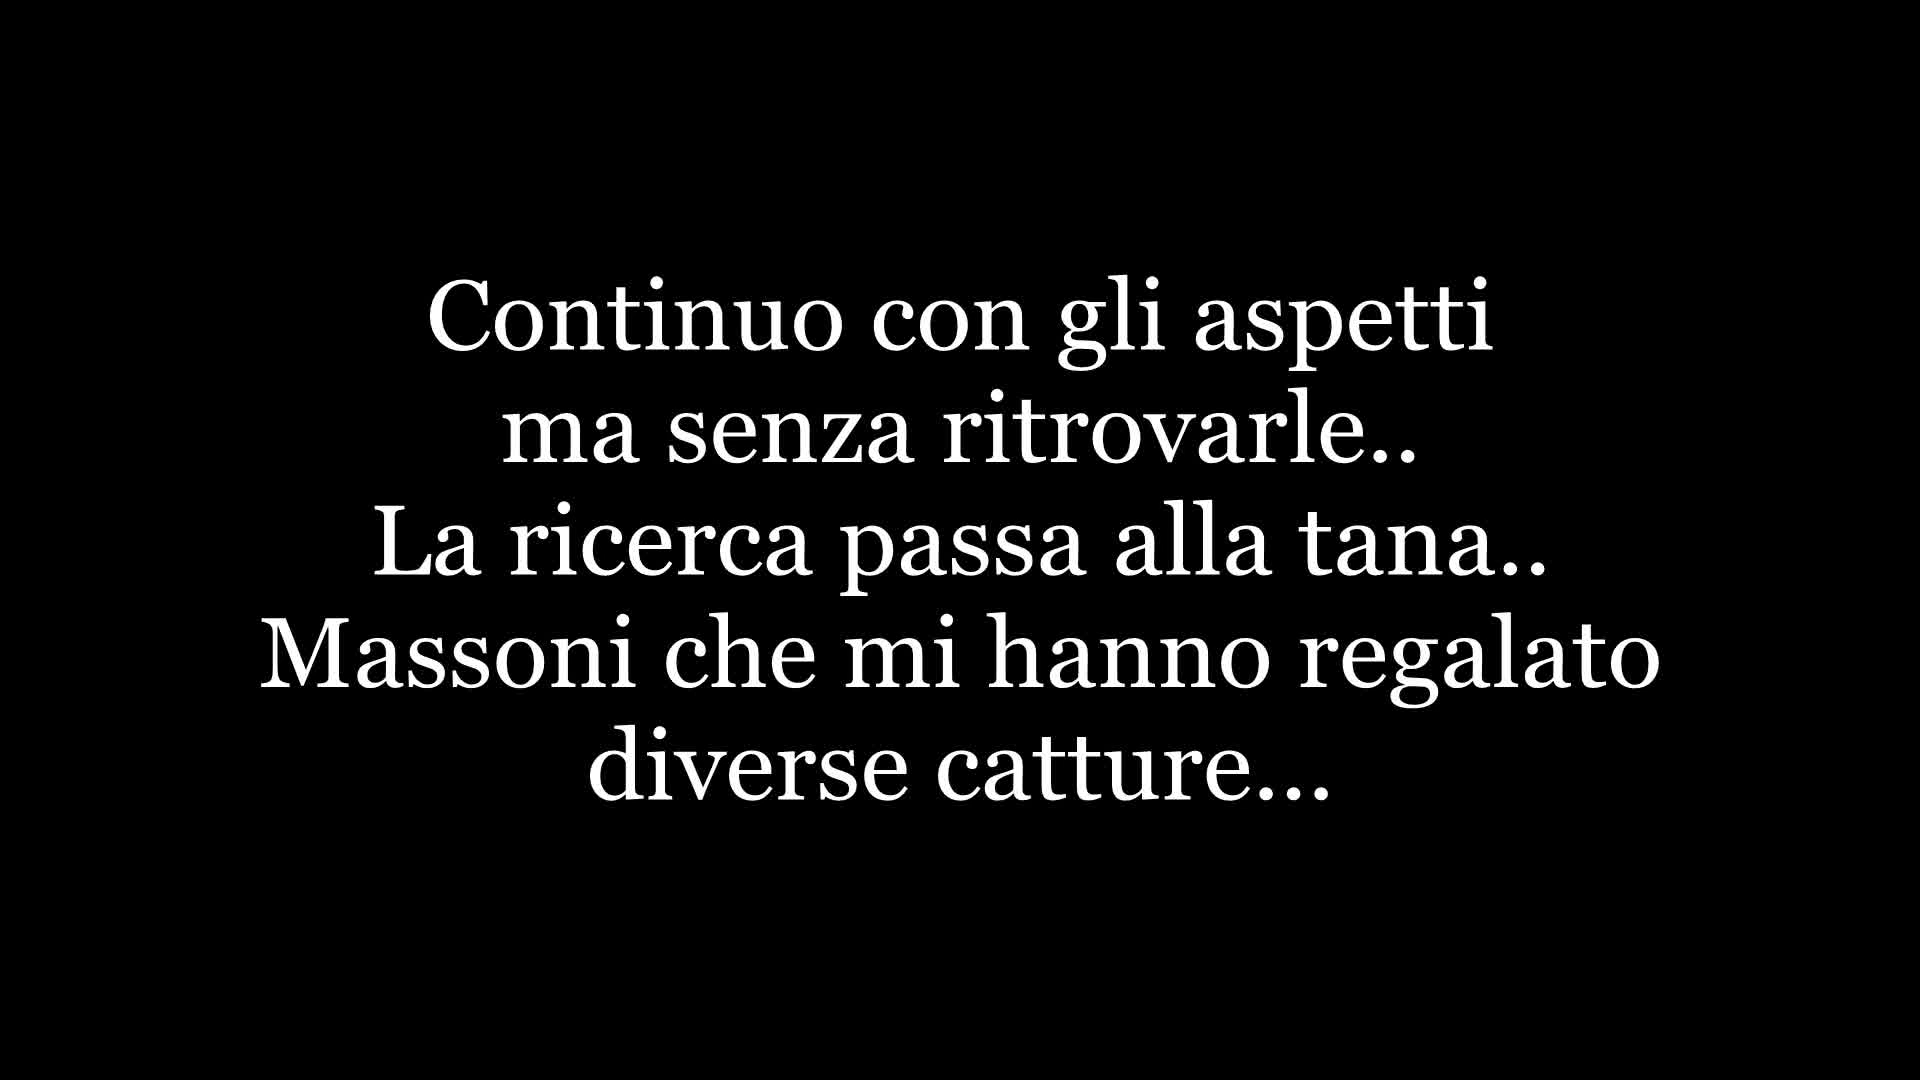 Continuo con gli aspetti
ma senza ritrovarle..
La ricerca passa alla tana..
Massoni che mi hanno regalato
diverse catture...